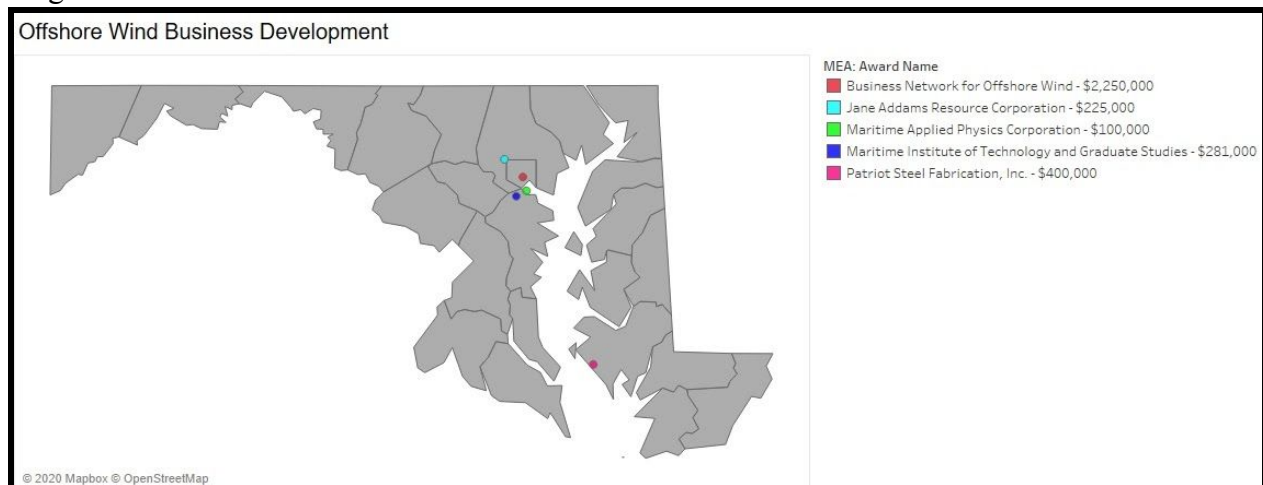 Offshore Wind Business Development
MEA: Award Name
Business Network for Offshore Wind - $2,250,000
Jane Addams Resource Corporation - $225,000
Maritime Applied Physics Corporation - $100,000
Maritime Institute of Technology and Graduate Studies - $281,000
Patriot Steel Fabrication, Inc. - $400,000
© 2020 Mapbox © OpenStreetMap